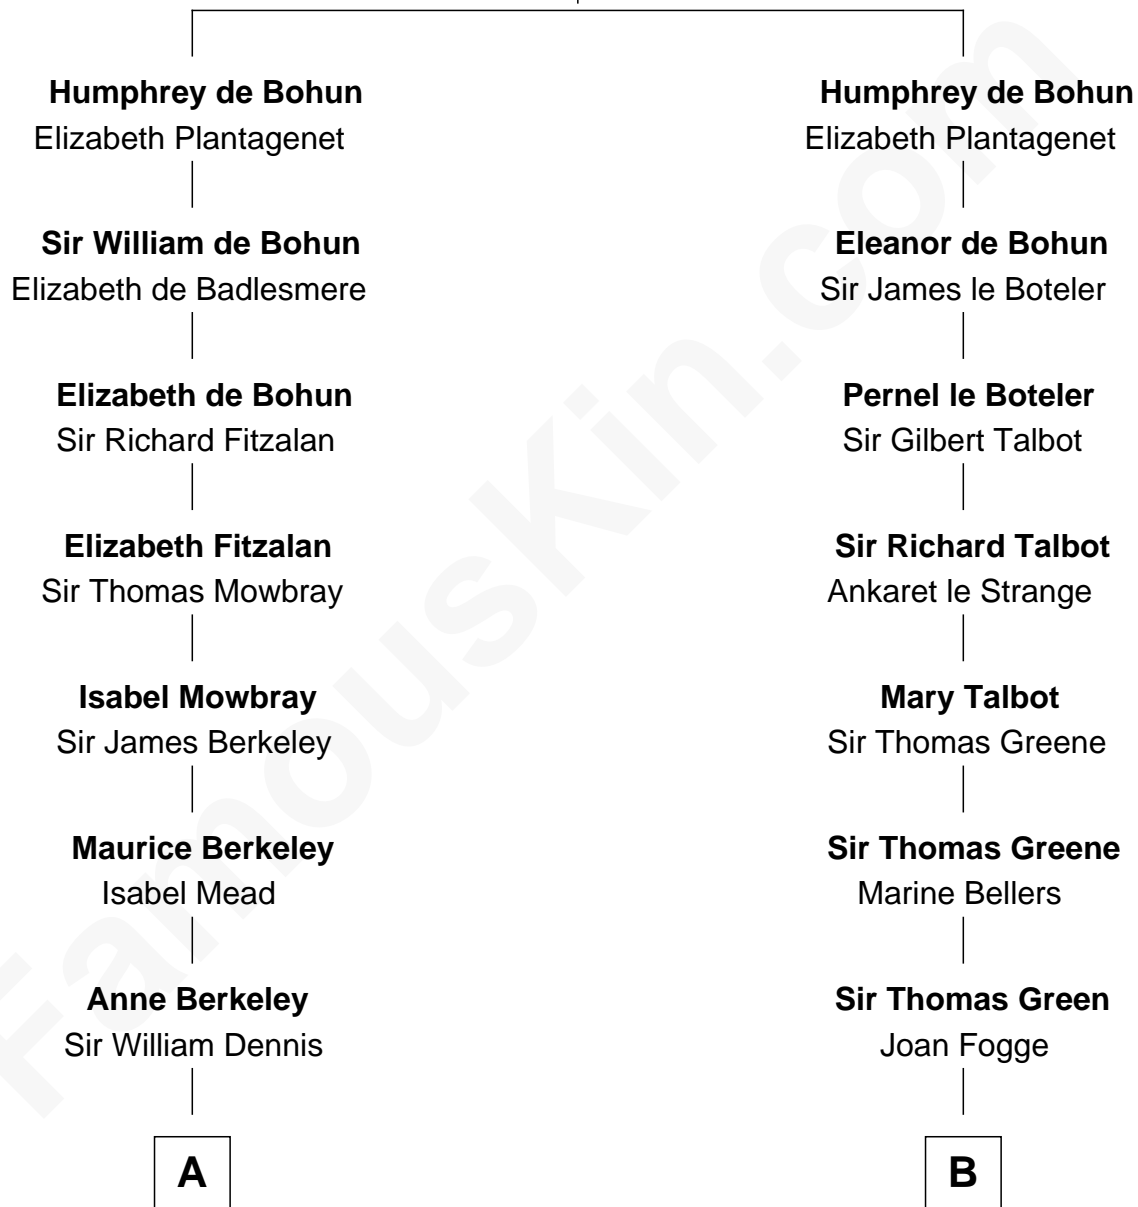 Humphrey de Bohun
Elizabeth Plantagenet
Sir William de Bohun
Elizabeth de Badlesmere
Elizabeth de Bohun
Sir Richard Fitzalan
Elizabeth Fitzalan
Sir Thomas Mowbray
Isabel Mowbray
Sir James Berkeley
Maurice Berkeley
Isabel Mead
Anne Berkeley
Sir William Dennis
A
Humphrey de Bohun
Elizabeth Plantagenet
Eleanor de Bohun
Sir James le Boteler
Pernel le Boteler
Sir Gilbert Talbot
Sir Richard Talbot
Ankaret le Strange
Mary Talbot
Sir Thomas Greene
Sir Thomas Greene
Marine Bellers
Sir Thomas Green
Joan Fogge
B
FamousKin.com